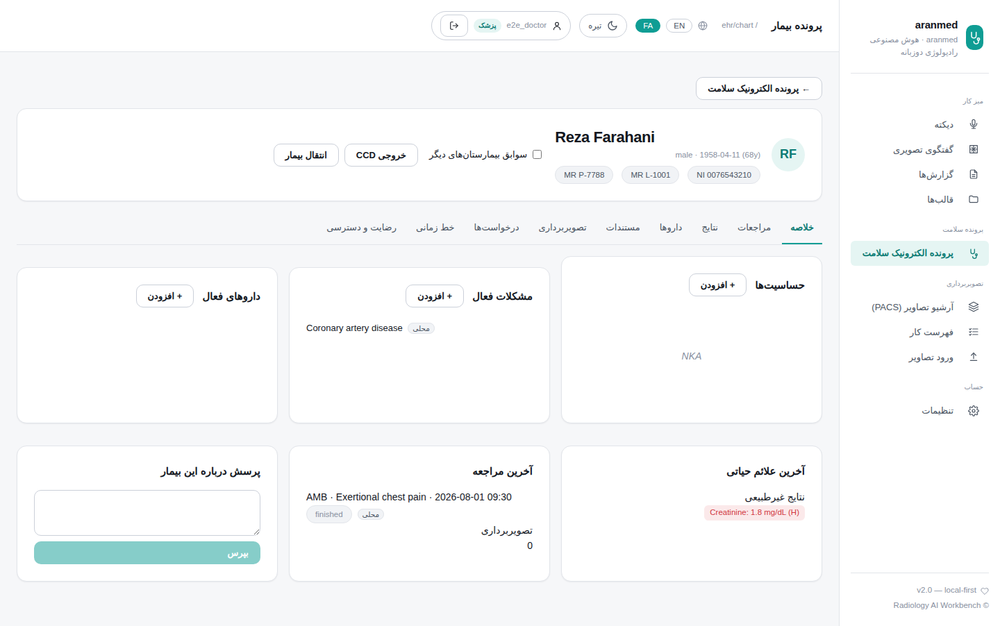 aranmed
aranmed · هوش مصنوعی
رادیولوژی دوزبانه
میز کار
دیکته
گفتگوی تصویری
گزارش‌ها
قالب‌ها
پرونده سلامت
پرونده الکترونیک سلامت
تصویربرداری
آرشیو تصاویر (PACS)
فهرست کار
ورود تصاویر
حساب
تنظیمات
v2.0 — local-first
Radiology AI Workbench ©
پرونده بیمار
ehr/chart /
EN
FA
تیره
e2e_doctor
پزشک
← پرونده الکترونیک سلامت
RF
Reza Farahani
male · 1958-04-11 (68y)
NI 0076543210
MR L-1001
MR P-7788
سوابق بیمارستان‌های دیگر
خروجی CCD
انتقال بیمار
خلاصه
مراجعات
نتایج
داروها
مستندات
تصویربرداری
درخواست‌ها
خط زمانی
رضایت و دسترسی
حساسیت‌ها
+ افزودن
NKA
مشکلات فعال
+ افزودن
Coronary artery disease محلی
داروهای فعال
+ افزودن
آخرین علائم حیاتی
نتایج غیرطبیعی
Creatinine: 1.8 mg/dL (H)
آخرین مراجعه
AMB · Exertional chest pain · 2026-08-01 09:30
finished محلی
تصویربرداری
0
پرسش درباره این بیمار
بپرس